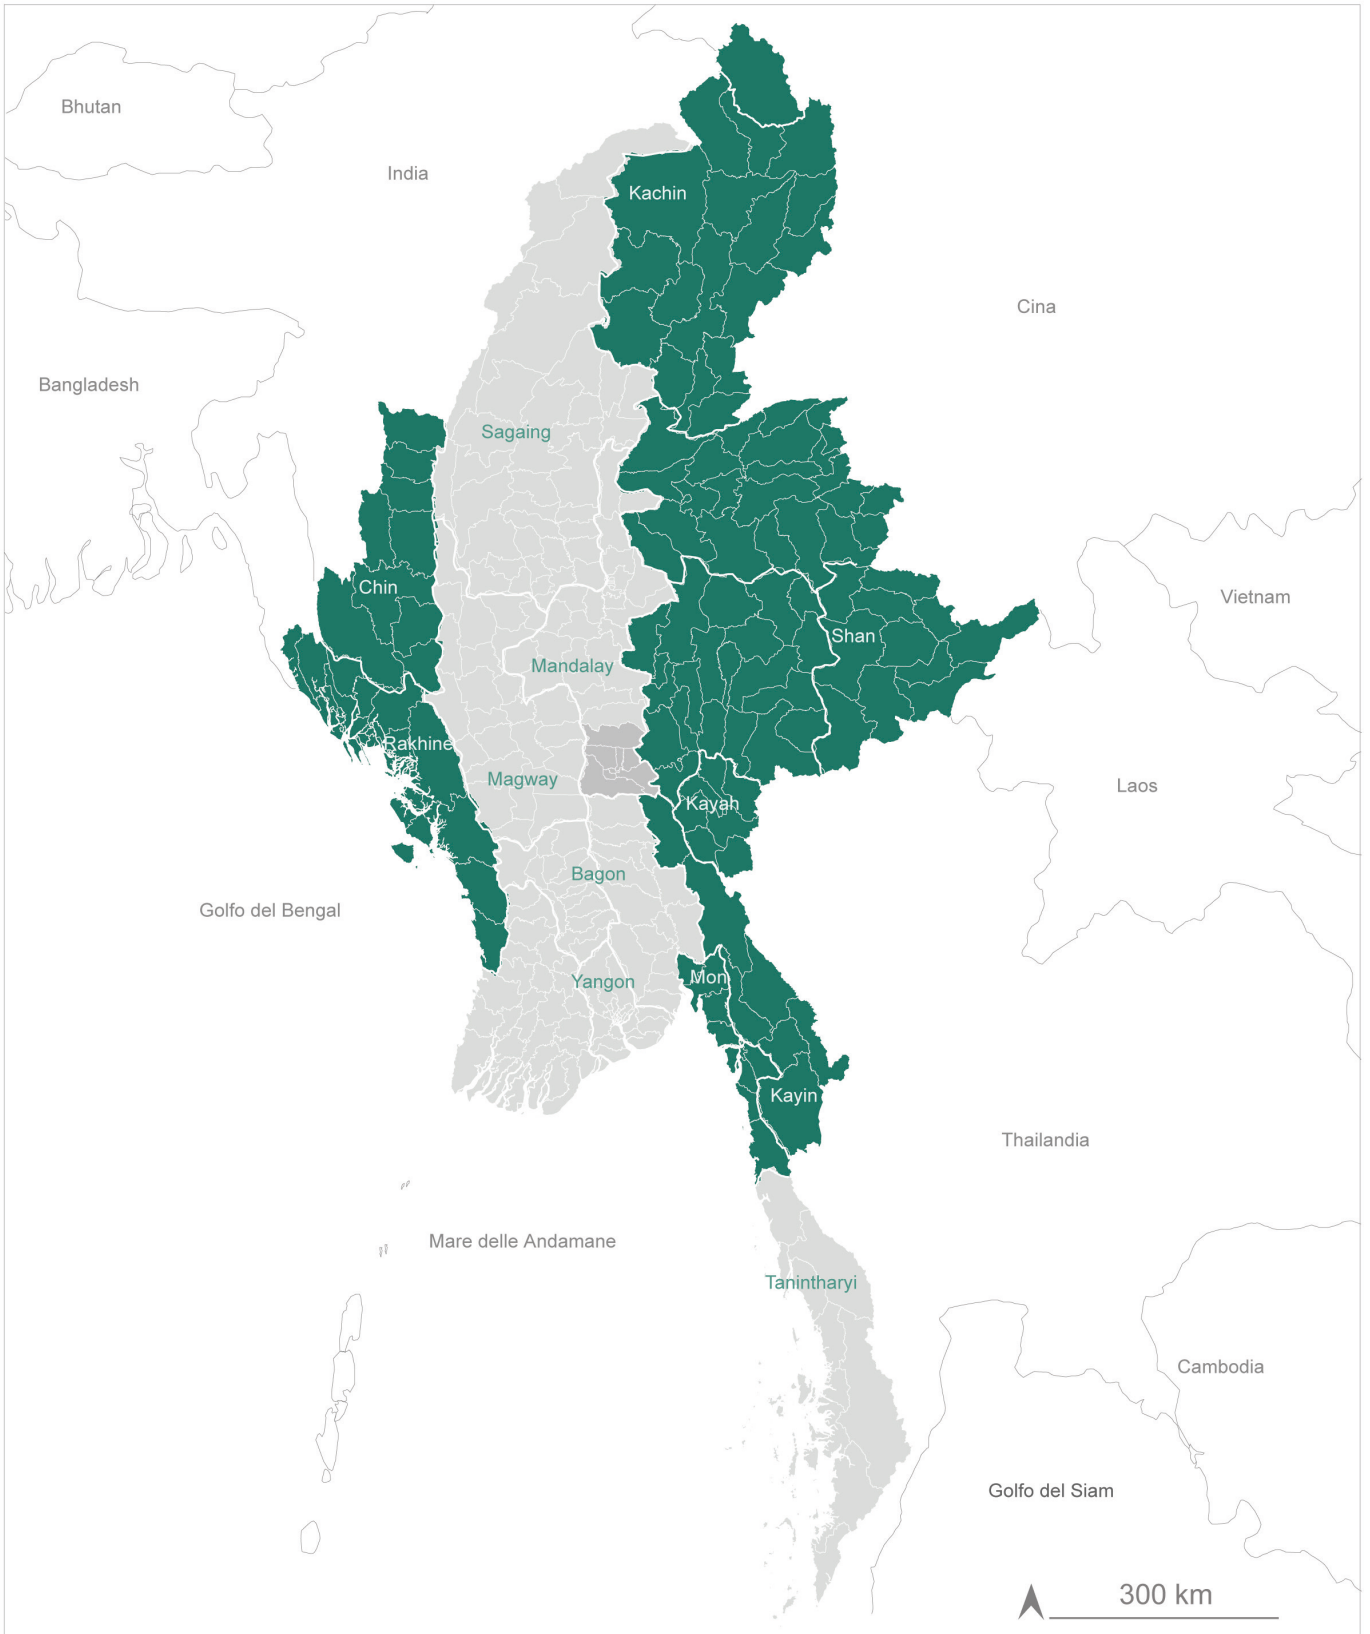 Bhutan
India
Kachin
Cina
Bangladesh
Sagaing
Chin
Vietnam
Shan
Mandalay
Rakhine
Magway
Laos
Kayah
Bagon
Golfo del Bengal
Yangon
Mon
Kayin
Thailandia
Mare delle Andamane
Tanintharyi
Cambodia
Golfo del Siam
300 km